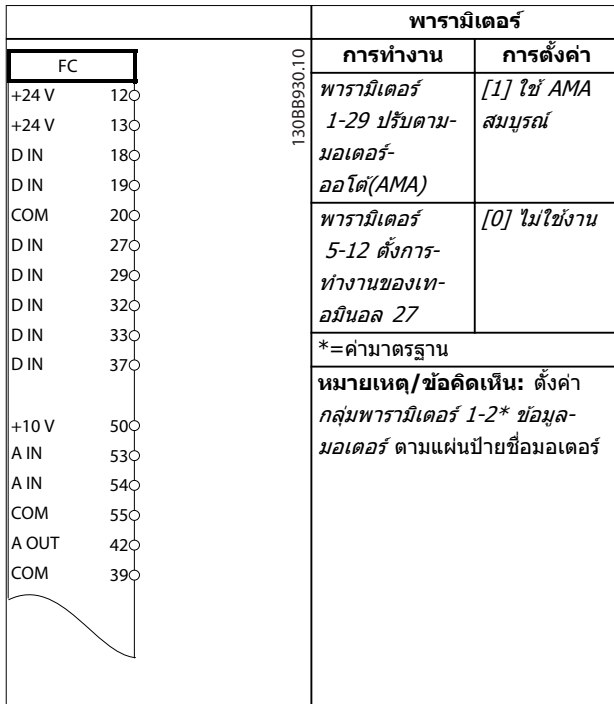 FC
+24 V 12
+24 V 13
D IN 18
D IN 19
COM 20
D IN 27
D IN 29
D IN 32
D IN 33
D IN 37
+10 V 50
A IN 53
A IN 54
COM 55
A OUT 42
COM 39
130BB930.10
พารามิเตอร์
การทำงาน การตั้งค่า
พารามิเตอร์ [1] ใช้ AMA
1-29 ปรับตาม- สมบูรณ์
มอเตอร์-
ออโต้(AMA)
พารามิเตอร์ [0] ไม่ใช้งาน
5-12 ตั้งการ-
ทำงานของเท-
อมินอล 27
*=ค่ามาตรฐาน
หมายเหตุ/ข้อคิดเห็น: ตั้งค่า
กลุ่มพารามิเตอร์ 1-2* ข้อมูล-
มอเตอร์ ตามแผ่นป้ายชื่อมอเตอร์